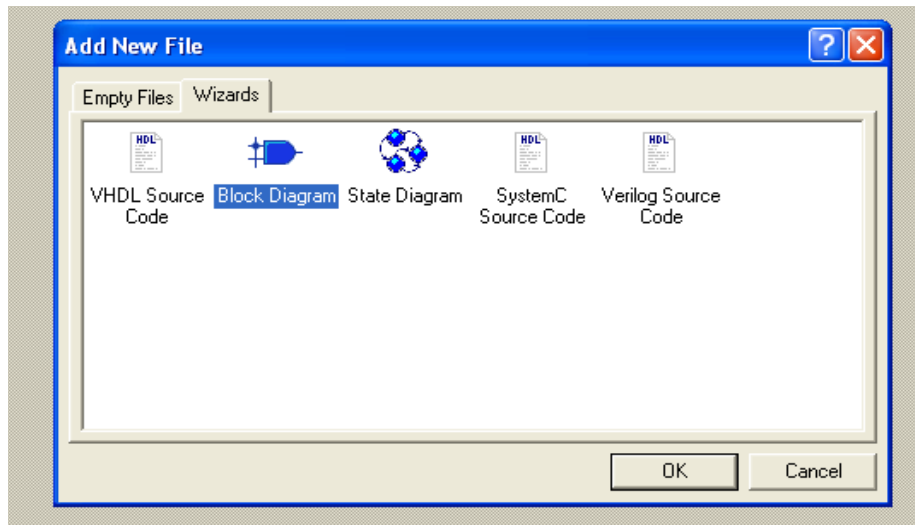 Add New File
Empty Files Wizards
HDL HDL HDL
VHDL Source Block Diagram State Diagram SystemC Verilog Source
Code Source Code Code
OK Cancel